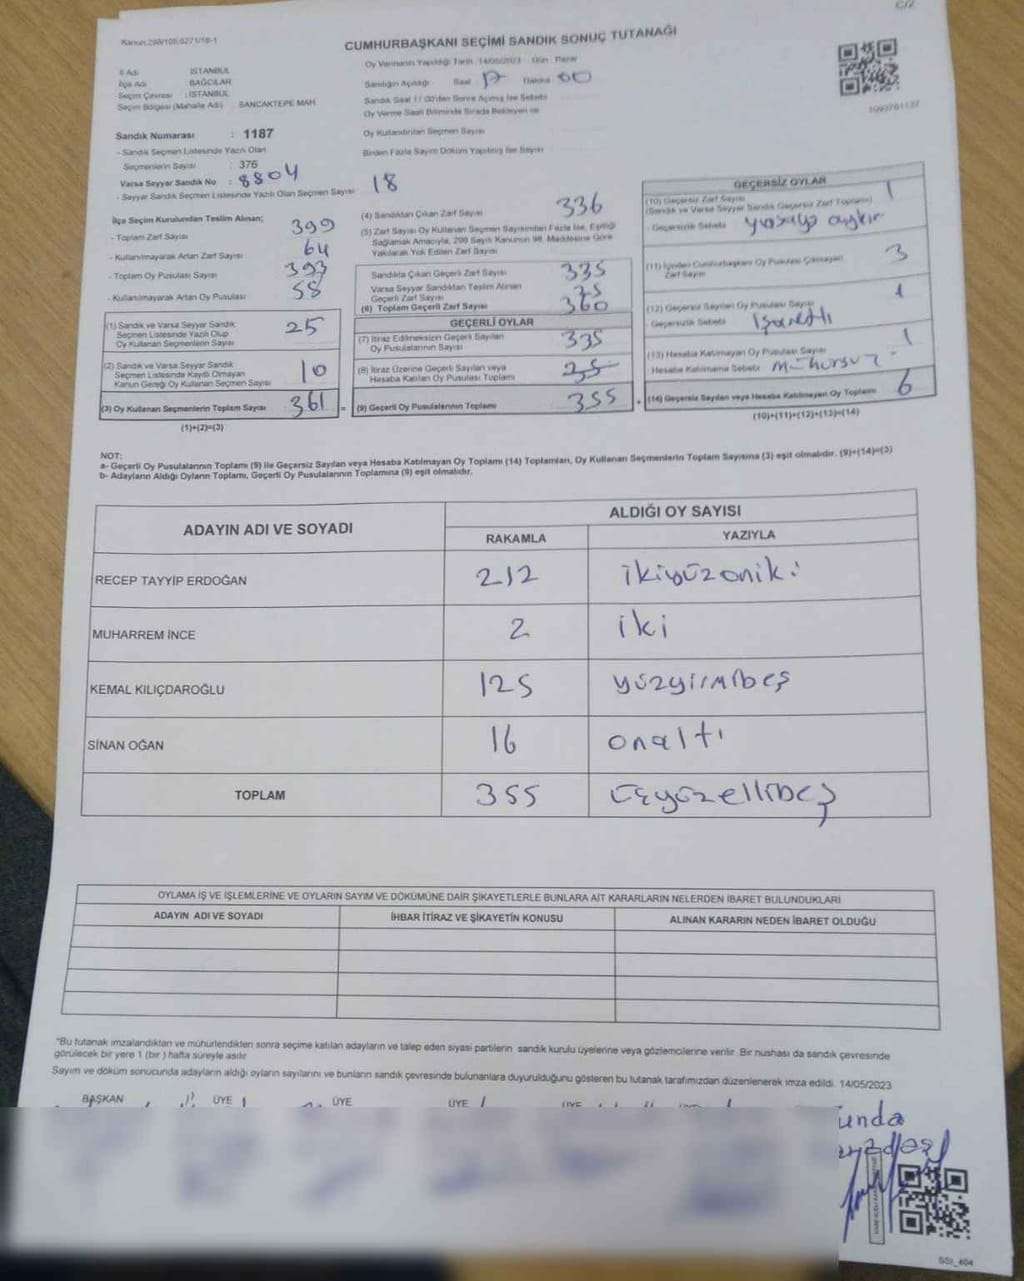 C/2
Kanun:298/105,6271/18-1
CUMHURBAŞKANI SEÇİMİ SANDIK SONUÇ TUTANAĞI
İl Adı : İSTANBUL
İlçe Adı : BAĞCILAR
Seçim Çevresi : İSTANBUL
Seçim Bölgesi (Mahalle Adı) : SANCAKTEPE MAH.
Oy Vermenin Yapıldığı Tarih: 14/05/2023 Gün: Pazar
Sandığın Açıldığı Saat 17 Dakika 00
Sandık Saat 17:00'den Sonra Açılmış İse Sebebi
Oy Verme Saati Bitiminde Sırada Bekleyen
1093761137
Sandık Numarası : 1187
- Sandık Seçmen Listesinde Yazılı Olan
Seçmenlerin Sayısı : 376
Varsa Seyyar Sandık No : 8804
- Seyyar Sandık Seçmen Listesinde Yazılı Olan Seçmen Sayısı 18
Oy Kullandırılan Seçmen Sayısı
Birden Fazla Sayım Döküm Yapılmış İse Sayısı
İlçe Seçim Kurulundan Teslim Alınan;
- Toplam Zarf Sayısı 399
- Kullanılmayarak Artan Zarf Sayısı 64
- Toplam Oy Pusulası Sayısı 393
- Kullanılmayarak Artan Oy Pusulası 58
(1) Sandık ve Varsa Seyyar Sandık
Seçmen Listesinde Yazılı Olup
Oy Kullanan Seçmenlerin Sayısı 25
(2) Sandık ve Varsa Seyyar Sandık
Seçmen Listesinde Kayıtlı Olmayan
Kanun Gereği Oy Kullanan Seçmen Sayısı 10
(3) Oy Kullanan Seçmenlerin Toplam Sayısı 361 =
(1)+(2)=(3)
(4) Sandıktan Çıkan Zarf Sayısı 336
(5) Zarf Sayısı Oy Kullanan Seçmen Sayısından Fazla İse, Eşitliği
Sağlamak Amacıyla, 298 Sayılı Kanunun 98. Maddesine Göre
Yakılarak Yok Edilen Zarf Sayısı
Sandıkta Çıkan Geçerli Zarf Sayısı 335
Varsa Seyyar Sandıktan Teslim Alınan
Geçerli Zarf Sayısı 25
(6) Toplam Geçerli Zarf Sayısı 360
GEÇERLİ OYLAR
(7) İtiraz Edilmeksizin Geçerli Sayılan
Oy Pusulalarının Sayısı 335
(8) İtiraz Üzerine Geçerli Sayılan veya
Hesaba Katılan Oy Pusulası Toplamı
(9) Geçerli Oy Pusulalarının Toplamı 355 +
GEÇERSİZ OYLAR
(10) Geçersiz Zarf Sayısı 1
(Sandık ve Varsa Seyyar Sandık Geçersiz Zarf Toplamı)
- Geçersizlik Sebebi yasaya aykırı
(11) İçinden Cumhurbaşkanı Oy Pusulası Çıkmayan
Zarf Sayısı 3
(12) Geçersiz Sayılan Oy Pusulası Sayısı 1
- Geçersizlik Sebebi İşaretli
(13) Hesaba Katılmayan Oy Pusulası Sayısı 1
- Hesaba Katılmama Sebebi mühürsüz
(14) Geçersiz Sayılan veya Hesaba Katılmayan Oy Toplamı 6
(10)+(11)+(12)+(13)=(14)
NOT:
a- Geçerli Oy Pusulalarının Toplamı (9) ile Geçersiz Sayılan veya Hesaba Katılmayan Oy Toplamı (14) Toplamları, Oy Kullanan Seçmenlerin Toplam Sayısına (3) eşit olmalıdır. (9)+(14)=(3)
b- Adayların Aldığı Oyların Toplamı, Geçerli Oy Pusulalarının Toplamına (9) eşit olmalıdır.
ADAYIN ADI VE SOYADI ALDIĞI OY SAYISI
RAKAMLA YAZIYLA
RECEP TAYYİP ERDOĞAN 212 ikiyüzoniki
MUHARREM İNCE 2 iki
KEMAL KILIÇDAROĞLU 125 yüzyirmibeş
SİNAN OĞAN 16 onaltı
TOPLAM 355 üçyüzellibeş
OYLAMA İŞ VE İŞLEMLERİNE VE OYLARIN SAYIM VE DÖKÜMÜNE DAİR ŞİKAYETLERLE BUNLARA AİT KARARLARIN NELERDEN İBARET BULUNDUKLARI
ADAYIN ADI VE SOYADI İHBAR İTİRAZ VE ŞİKAYETİN KONUSU ALINAN KARARIN NEDEN İBARET OLDUĞU
"Bu tutanak imzalandıktan ve mühürlendikten sonra seçime katılan adayların ve talep eden siyasi partilerin sandık kurulu üyelerine veya gözlemcilerine verilir. Bir nushası da sandık çevresinde
görülecek bir yere 1 (bir ) hafta süreyle asılır
Sayım ve döküm sonucunda adayların aldığı oyların sayılarını ve bunların sandık çevresinde bulunanlara duyurulduğunu gösteren bu tutanak tarafımızdan düzenlenerek imza edildi. 14/05/2023
BAŞKAN ÜYE ÜYE ÜYE ÜYE
unda
SSİ_404